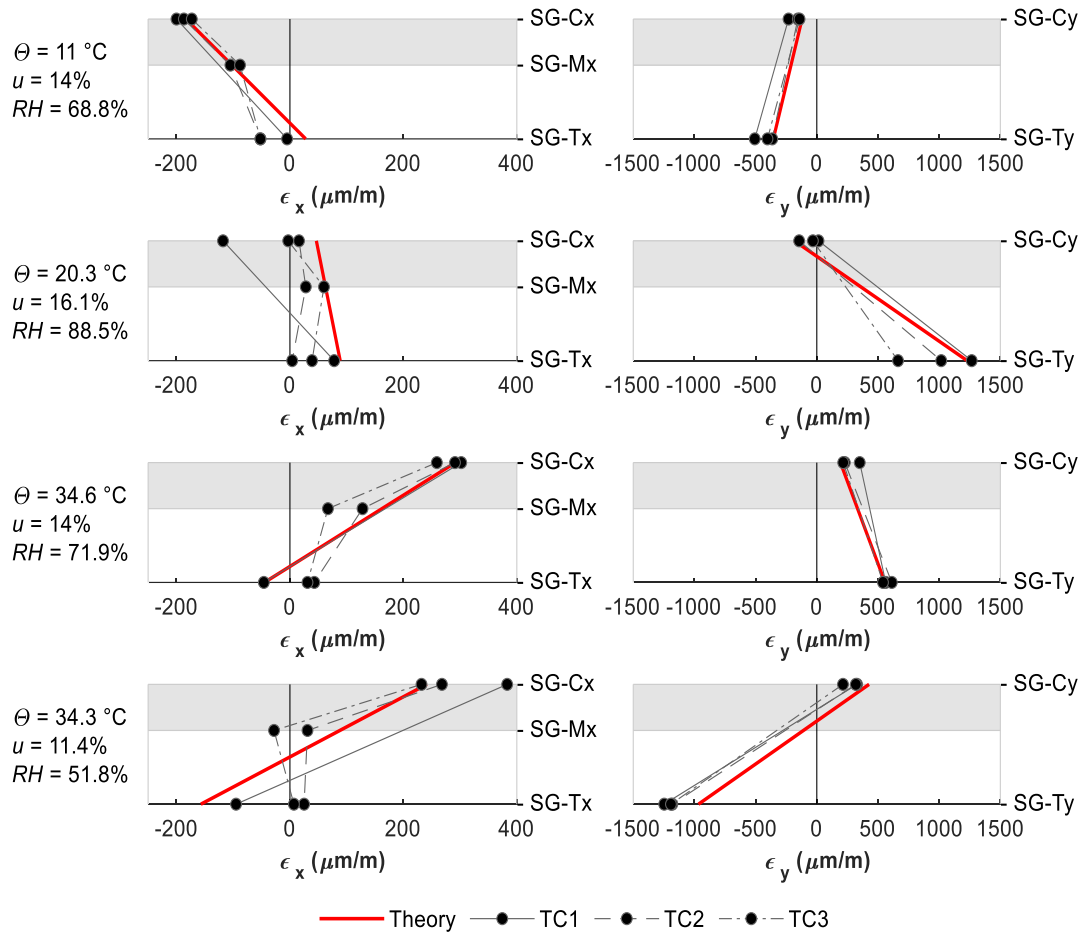 Θ = 11 °C
u = 14%
RH = 68.8%
SG-Cx
SG-Mx
SG-Tx
-200 0 200 400
ϵ x (μm/m)
SG-Cy
SG-Ty
-1500 -1000 -500 0 500 1000 1500
ϵ y (μm/m)
Θ = 20.3 °C
u = 16.1%
RH = 88.5%
SG-Cx
SG-Mx
SG-Tx
-200 0 200 400
ϵ x (μm/m)
SG-Cy
SG-Ty
-1500 -1000 -500 0 500 1000 1500
ϵ y (μm/m)
Θ = 34.6 °C
u = 14%
RH = 71.9%
SG-Cx
SG-Mx
SG-Tx
-200 0 200 400
ϵ x (μm/m)
SG-Cy
SG-Ty
-1500 -1000 -500 0 500 1000 1500
ϵ y (μm/m)
Θ = 34.3 °C
u = 11.4%
RH = 51.8%
SG-Cx
SG-Mx
SG-Tx
-200 0 200 400
ϵ x (μm/m)
SG-Cy
SG-Ty
-1500 -1000 -500 0 500 1000 1500
ϵ y (μm/m)
Theory TC1 TC2 TC3